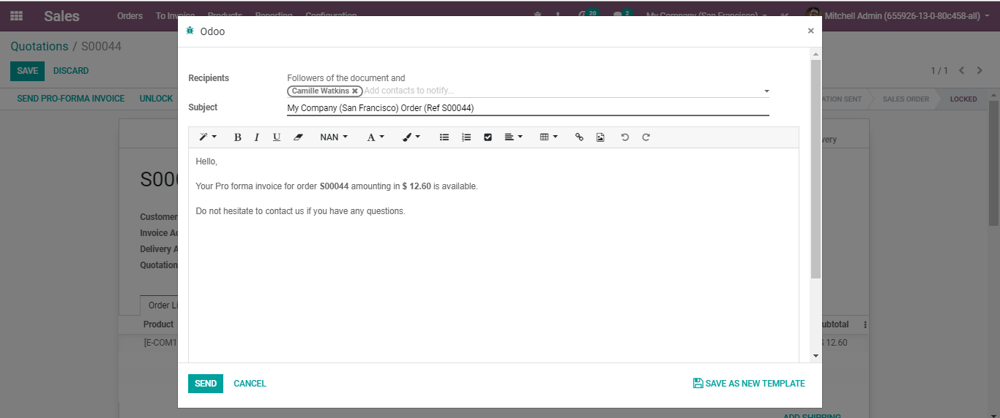 Sales Orders To Invoice Products Reporting Configuration 20 2 My Company (San Francisco) Mitchell Admin (655926-13-0-80c458-all)
Odoo ×
Quotations / S00044
SAVE DISCARD 1 / 1
SEND PRO-FORMA INVOICE UNLOCK ATION SENT SALES ORDER LOCKED
Recipients Followers of the document and
Camille Watkins × Add contacts to notify...
Subject My Company (San Francisco) Order (Ref S00044)
B I U NAN A
Hello,
Your Pro forma invoice for order S00044 amounting in $ 12.60 is available.
Do not hesitate to contact us if you have any questions.
very
S00
Customer
Invoice Ad
Delivery A
Quotation
Order Li
Product ubtotal
[E-COM1 $ 12.60
SEND CANCEL SAVE AS NEW TEMPLATE
ADD SHIPPING